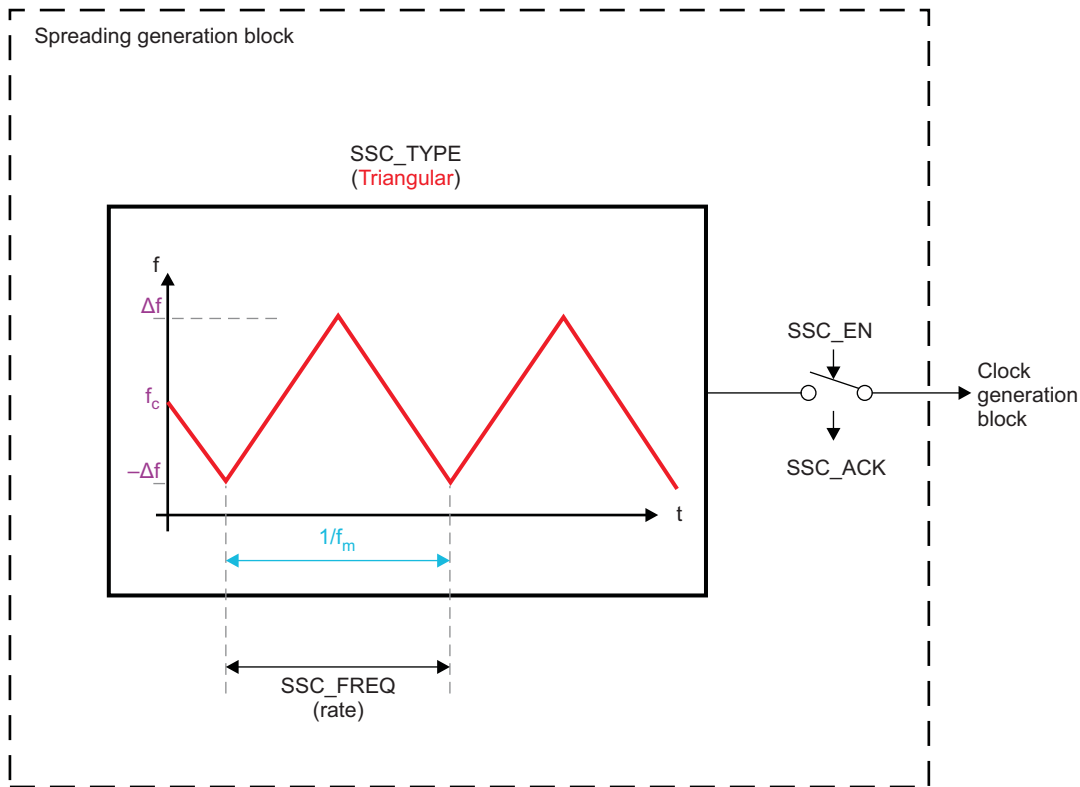 Spreading generation block
SSC_TYPE
(Triangular)
f
Δf
f_c
–Δf
t
1/f_m
SSC_EN
SSC_ACK
Clock
generation
block
SSC_FREQ
(rate)